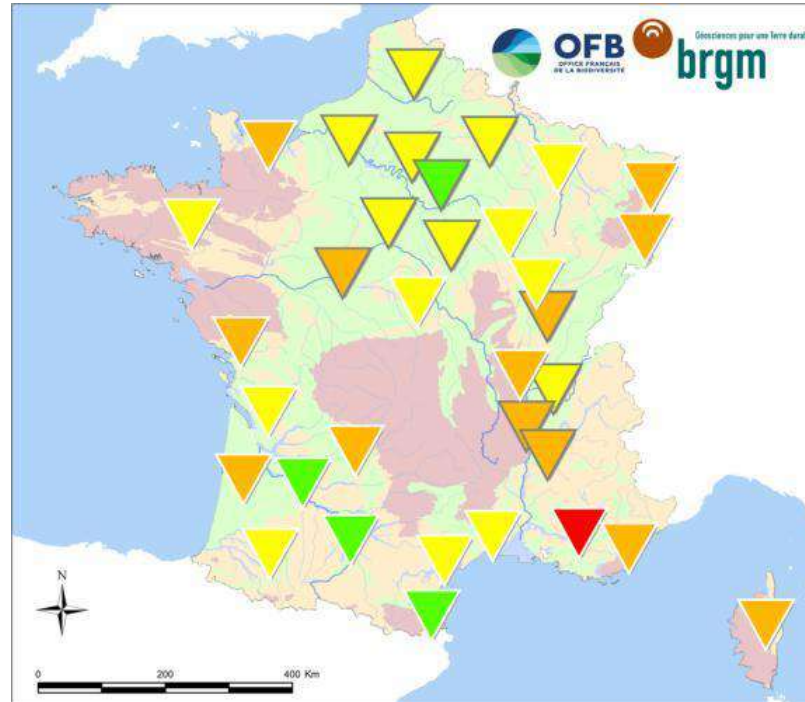 OFB
OFFICE FRANÇAIS
DE LA BIODIVERSITÉ
Géosciences pour une Terre durable
brgm
N
0 200 400 Km